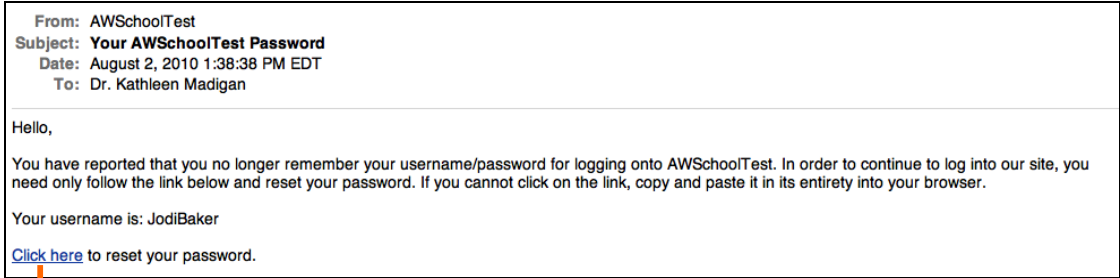 From: AWSchoolTest
Subject: Your AWSchoolTest Password
Date: August 2, 2010 1:38:38 PM EDT
To: Dr. Kathleen Madigan
Hello,
You have reported that you no longer remember your username/password for logging onto AWSchoolTest. In order to continue to log into our site, you
need only follow the link below and reset your password. If you cannot click on the link, copy and paste it in its entirety into your browser.
Your username is: JodiBaker
Click here to reset your password.